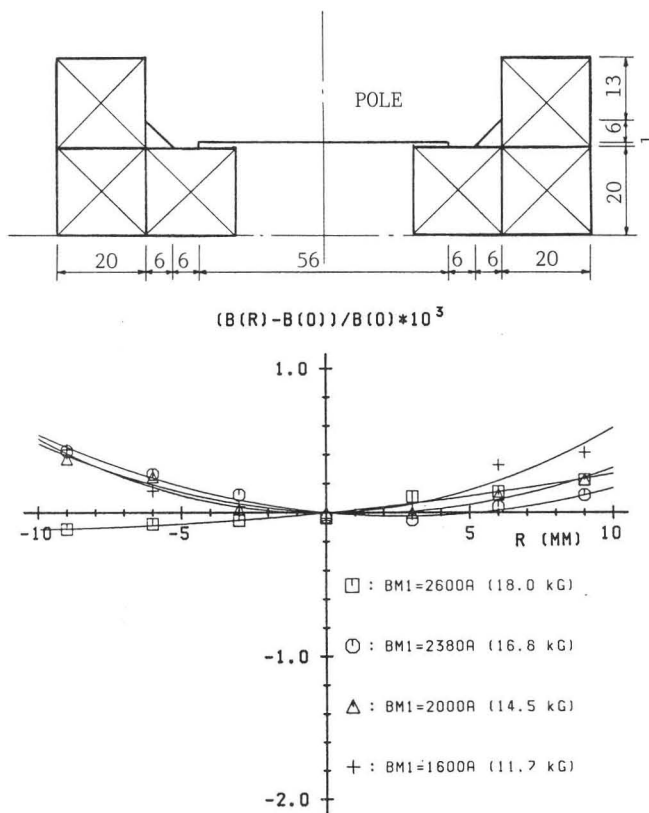 POLE
13
6
1
20
20 6 6 56 6 6 20
(B(R)-B(0))/B(0)*10³
1.0
-10 -5 5 10
R (MM)
: BM1=2600A (18.0 kG)
-1.0
: BM1=2380A (16.8 kG)
: BM1=2000A (14.5 kG)
: BM1=1600A (11.7 kG)
-2.0